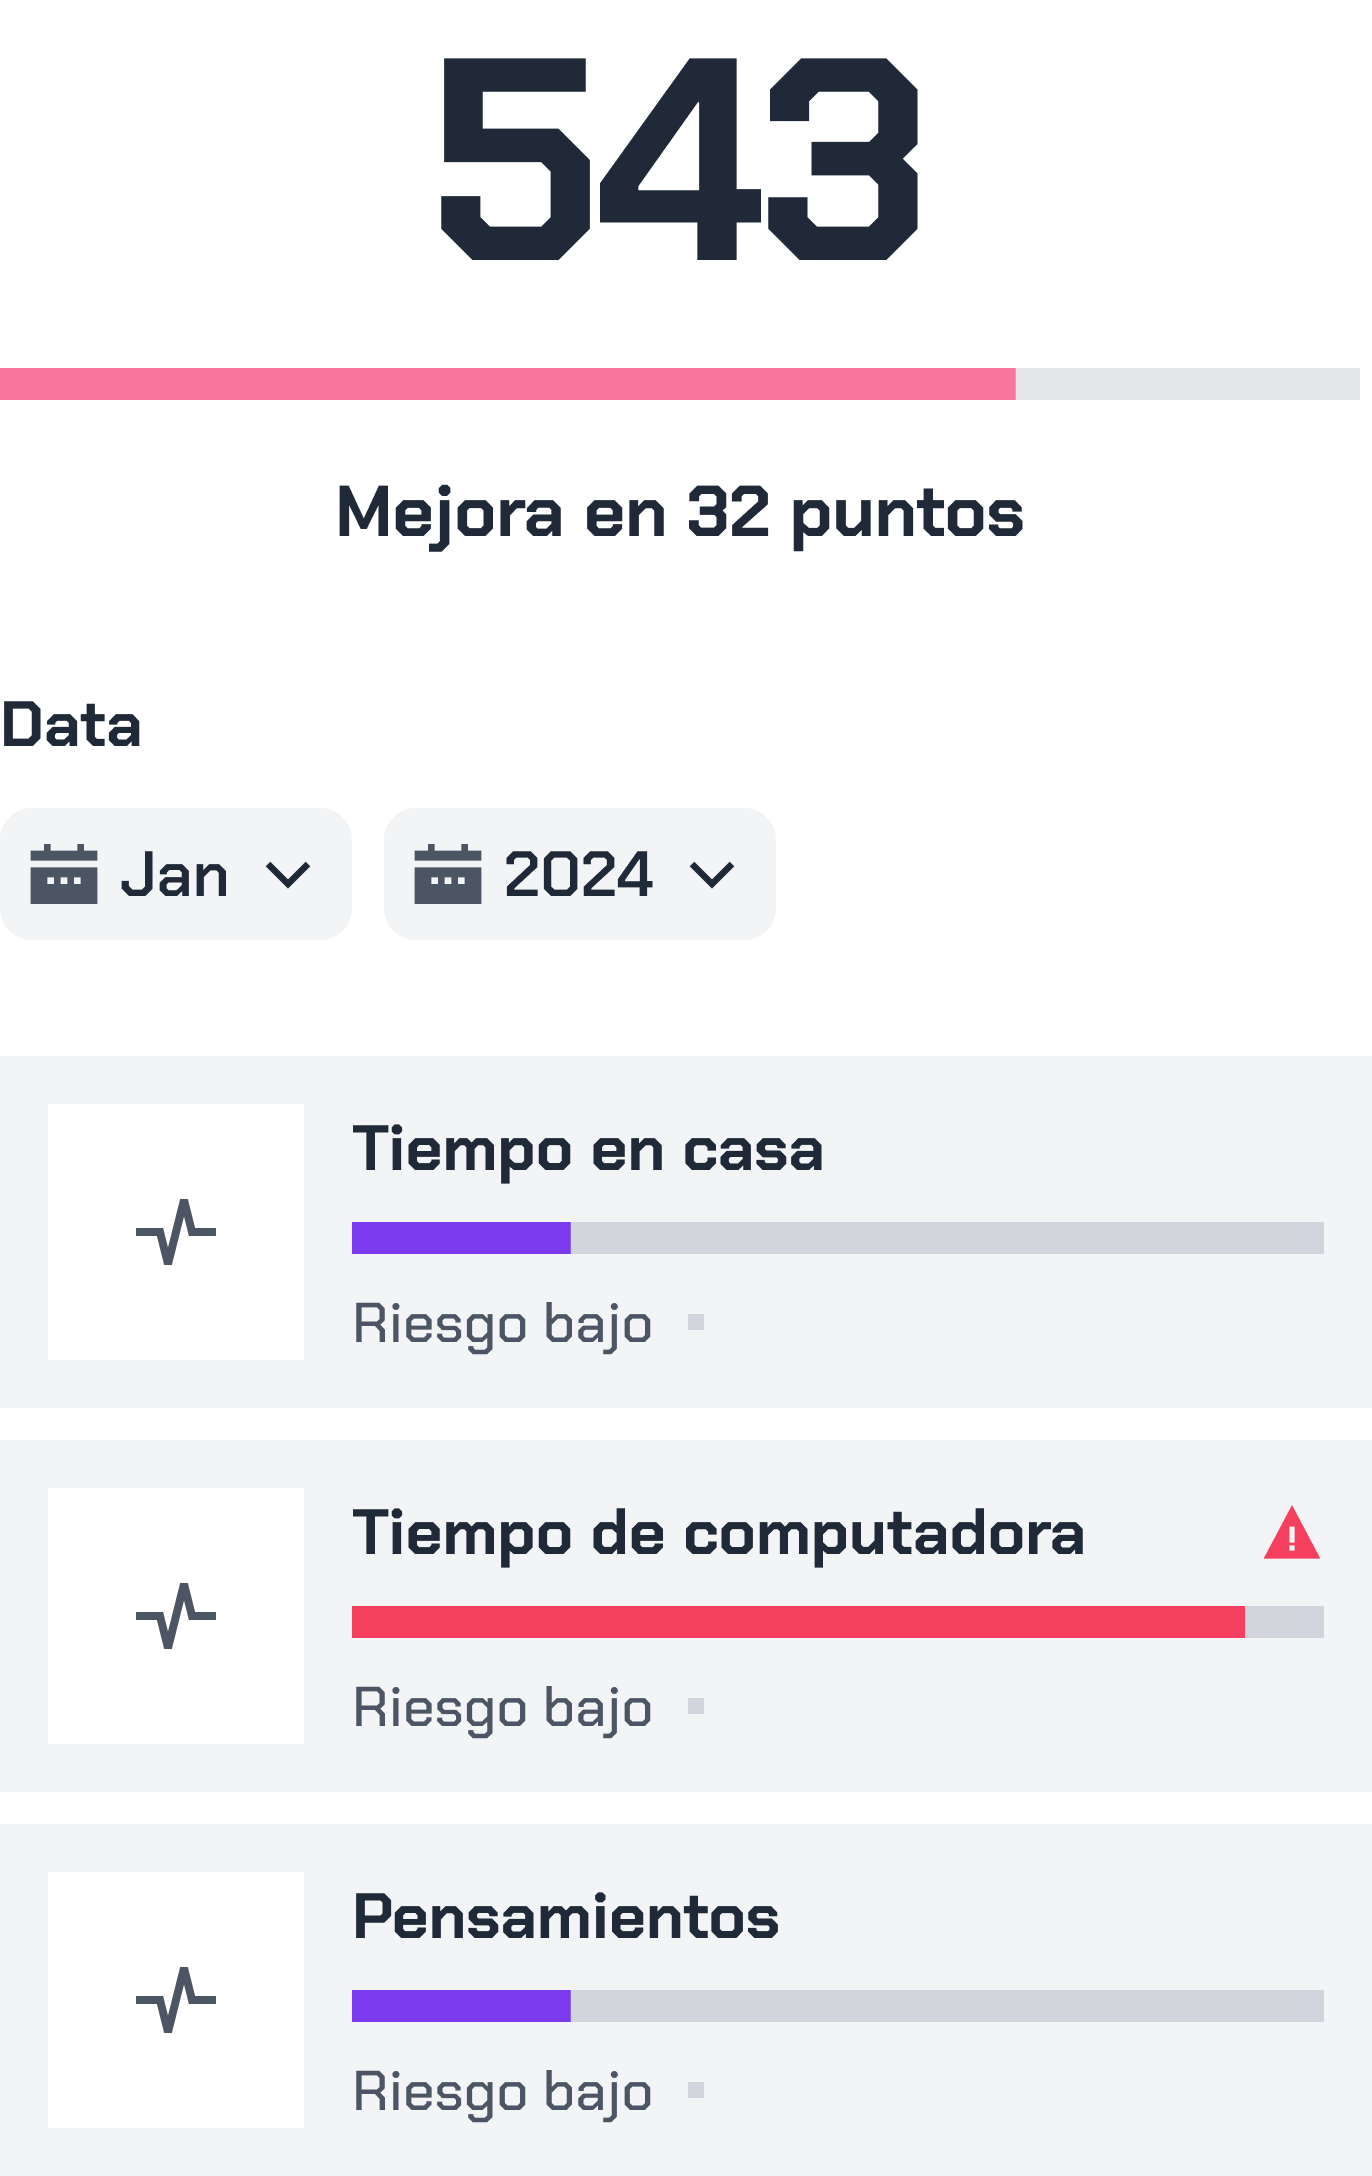 543
Mejora en 32 puntos
Data
Jan 2024
Tiempo en casa
Riesgo bajo
Tiempo de computadora
Riesgo bajo
Pensamientos
Riesgo bajo